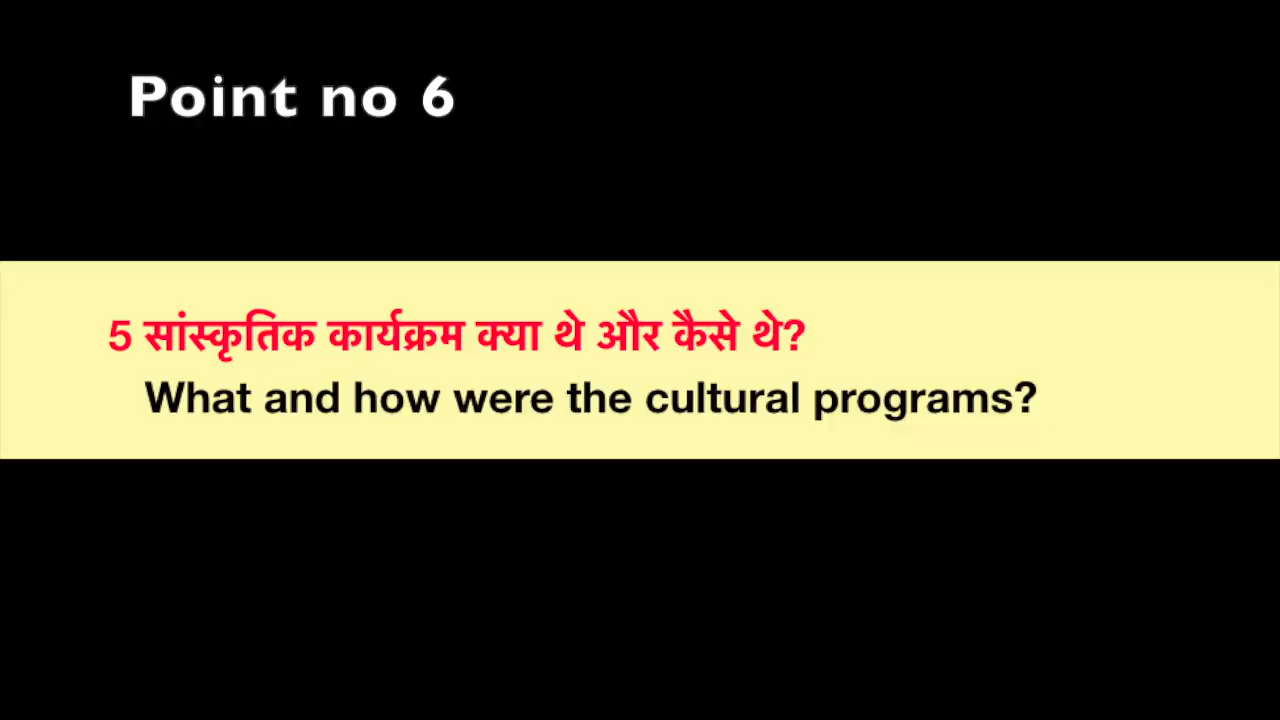 Point no 6
5 सांस्कृतिक कार्यक्रम क्या थे और कैसे थे?
What and how were the cultural programs?